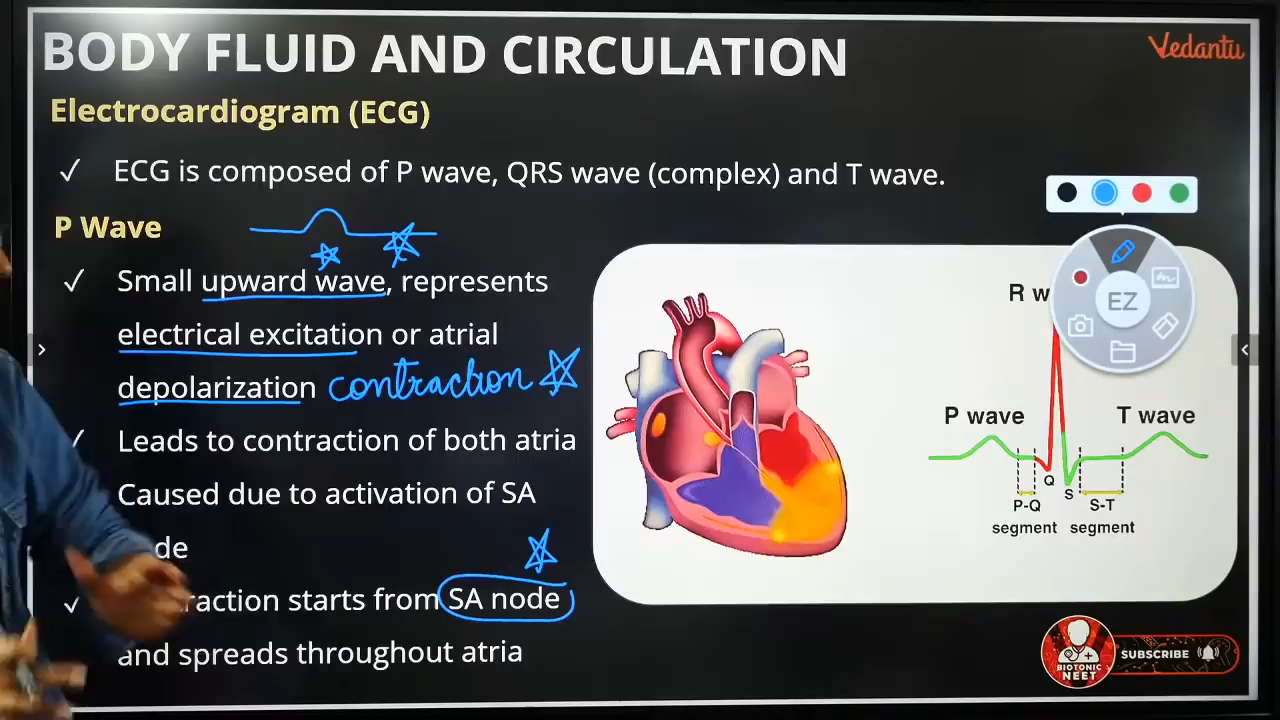 BODY FLUID AND CIRCULATION
Vedantu
Electrocardiogram (ECG)
✓ ECG is composed of P wave, QRS wave (complex) and T wave.
P Wave
✓ Small upward wave, represents
electrical excitation or atrial
depolarization contraction
✓ Leads to contraction of both atria
Caused due to activation of SA
de
✓ raction starts from SA node
and spreads throughout atria
R w
EZ
P wave
T wave
Q
S
P-Q
segment
S-T
segment
BIOTONIC
NEET
SUBSCRIBE